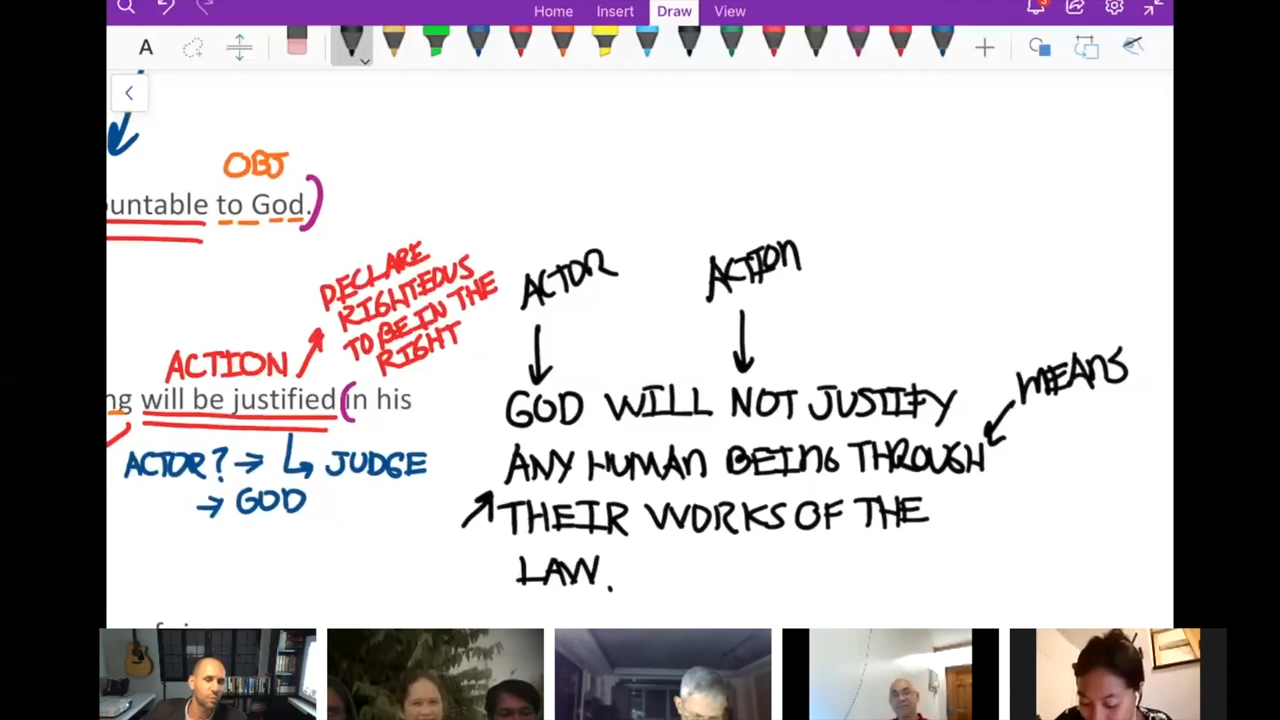 Home Insert Draw View
A
OBJ
ountable to God.)
DECLARE
RIGHTEOUS
TO BE IN THE
RIGHT
ACTOR ACTION
ACTION
MEANS
ng will be justified (in his
GOD WILL NOT JUSTIFY
ANY HUMAN BEING THROUGH
THEIR WORKS OF THE
LAW.
ACTOR? → ↳ JUDGE
→ GOD